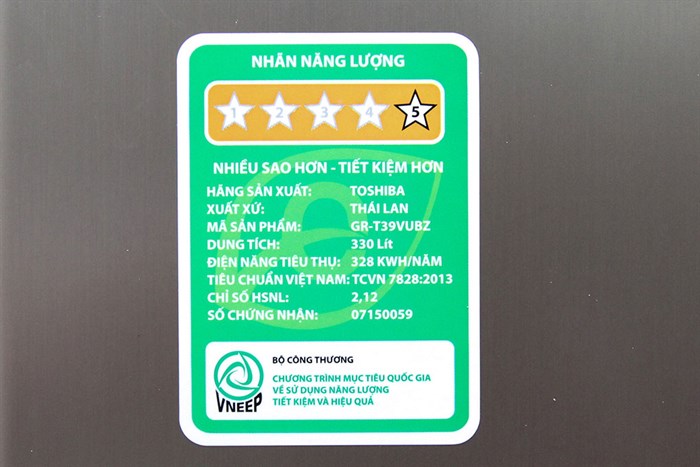 NHÃN NĂNG LƯỢNG
1 2 3 4 5
NHIỀU SAO HƠN - TIẾT KIỆM HƠN
HÃNG SẢN XUẤT: TOSHIBA
XUẤT XỨ: THÁI LAN
MÃ SẢN PHẨM: GR-T39VUBZ
DUNG TÍCH: 330 Lít
ĐIỆN NĂNG TIÊU THỤ: 328 KWH/NĂM
TIÊU CHUẨN VIỆT NAM: TCVN 7828:2013
CHỈ SỐ HSNL: 2,12
SỐ CHỨNG NHẬN: 07150059
BỘ CÔNG THƯƠNG
CHƯƠNG TRÌNH MỤC TIÊU QUỐC GIA
VỀ SỬ DỤNG NĂNG LƯỢNG
TIẾT KIỆM VÀ HIỆU QUẢ
VNEEP